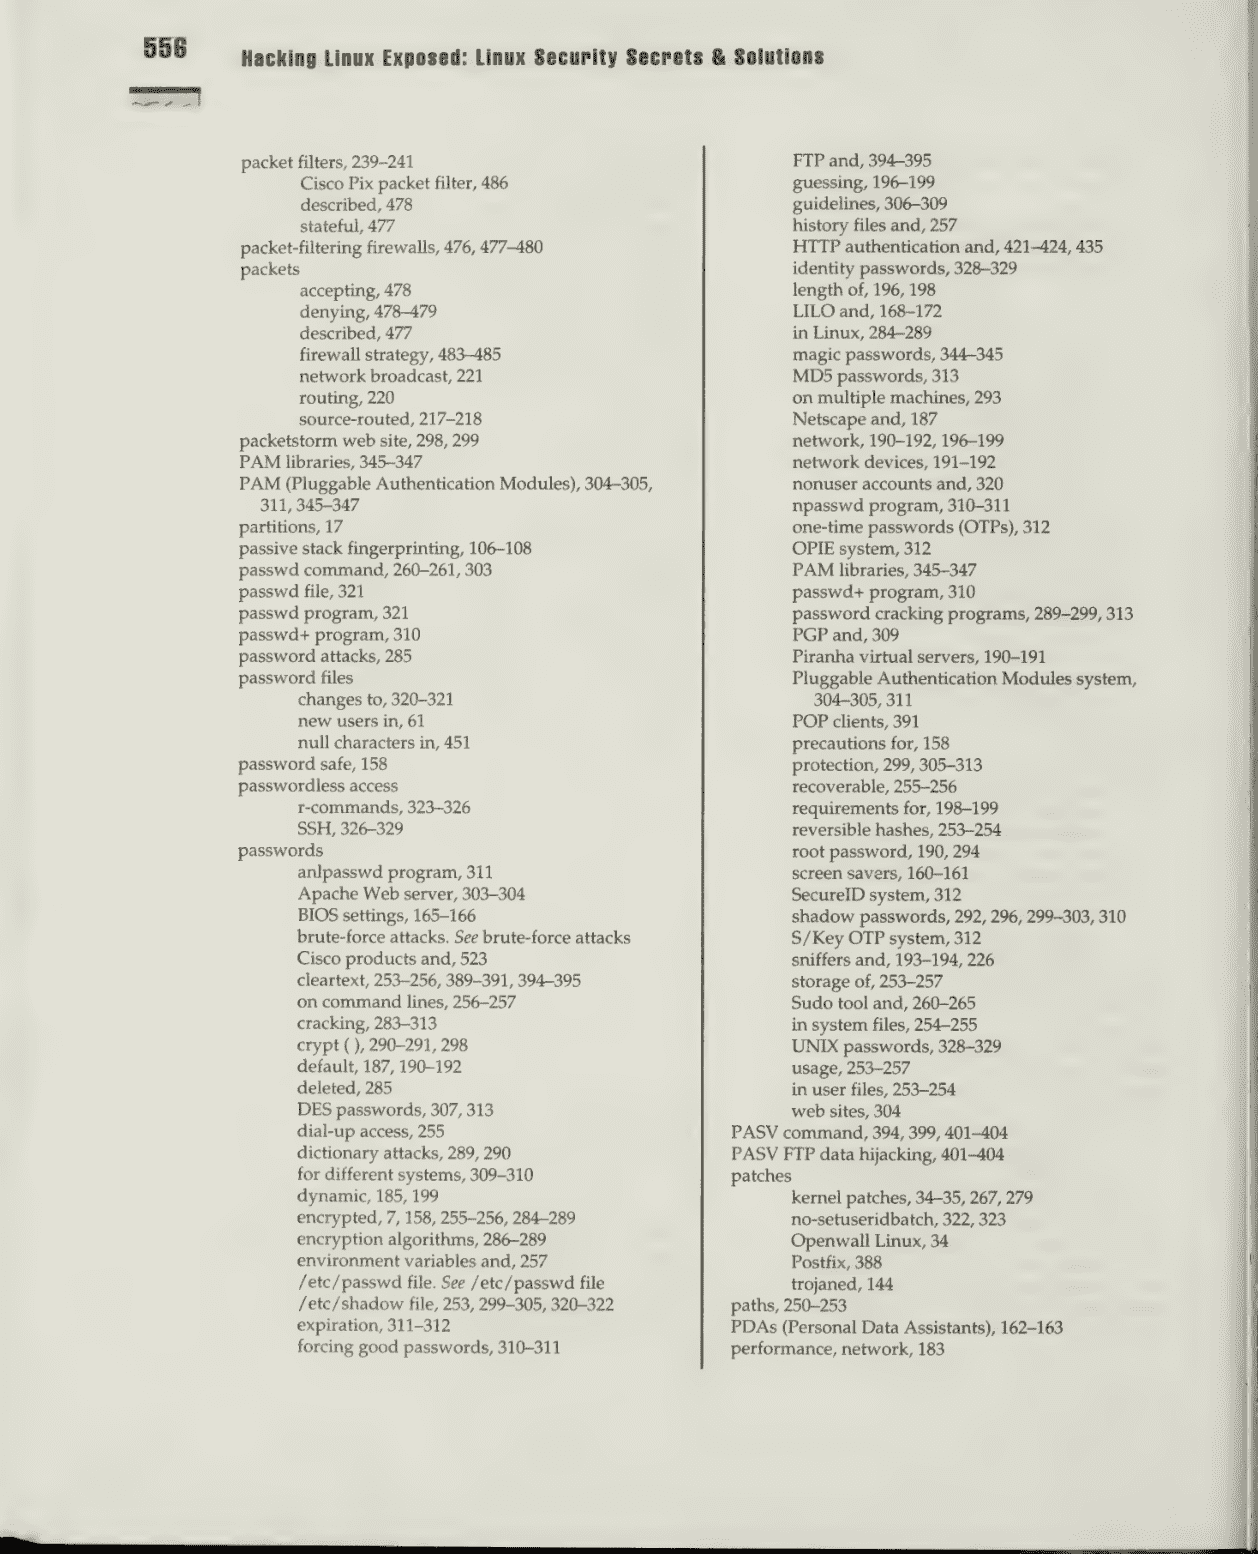 556
Hacking Linux Exposed: Linux Security Secrets & Solutions
packet filters, 239–241
Cisco Pix packet filter, 486
described, 478
stateful, 477
packet-filtering firewalls, 476, 477–480
packets
accepting, 478
denying, 478–479
described, 477
firewall strategy, 483–485
network broadcast, 221
routing, 220
source-routed, 217–218
packetstorm web site, 298, 299
PAM libraries, 345–347
PAM (Pluggable Authentication Modules), 304–305,
311, 345–347
partitions, 17
passive stack fingerprinting, 106–108
passwd command, 260–261, 303
passwd file, 321
passwd program, 321
passwd+ program, 310
password attacks, 285
password files
changes to, 320–321
new users in, 61
null characters in, 451
password safe, 158
passwordless access
r-commands, 323–326
SSH, 326–329
passwords
anlpasswd program, 311
Apache Web server, 303–304
BIOS settings, 165–166
brute-force attacks. See brute-force attacks
Cisco products and, 523
cleartext, 253–256, 389–391, 394–395
on command lines, 256–257
cracking, 283–313
crypt ( ), 290–291, 298
default, 187, 190–192
deleted, 285
DES passwords, 307, 313
dial-up access, 255
dictionary attacks, 289, 290
for different systems, 309–310
dynamic, 185, 199
encrypted, 7, 158, 255–256, 284–289
encryption algorithms, 286–289
environment variables and, 257
/etc/passwd file. See /etc/passwd file
/etc/shadow file, 253, 299–305, 320–322
expiration, 311–312
forcing good passwords, 310–311
FTP and, 394–395
guessing, 196–199
guidelines, 306–309
history files and, 257
HTTP authentication and, 421–424, 435
identity passwords, 328–329
length of, 196, 198
LILO and, 168–172
in Linux, 284–289
magic passwords, 344–345
MD5 passwords, 313
on multiple machines, 293
Netscape and, 187
network, 190–192, 196–199
network devices, 191–192
nonuser accounts and, 320
npasswd program, 310–311
one-time passwords (OTPs), 312
OPIE system, 312
PAM libraries, 345–347
passwd+ program, 310
password cracking programs, 289–299, 313
PGP and, 309
Piranha virtual servers, 190–191
Pluggable Authentication Modules system,
304–305, 311
POP clients, 391
precautions for, 158
protection, 299, 305–313
recoverable, 255–256
requirements for, 198–199
reversible hashes, 253–254
root password, 190, 294
screen savers, 160–161
SecureID system, 312
shadow passwords, 292, 296, 299–303, 310
S/Key OTP system, 312
sniffers and, 193–194, 226
storage of, 253–257
Sudo tool and, 260–265
in system files, 254–255
UNIX passwords, 328–329
usage, 253–257
in user files, 253–254
web sites, 304
PASV command, 394, 399, 401–404
PASV FTP data hijacking, 401–404
patches
kernel patches, 34–35, 267, 279
no-setuseridbatch, 322, 323
Openwall Linux, 34
Postfix, 388
trojaned, 144
paths, 250–253
PDAs (Personal Data Assistants), 162–163
performance, network, 183